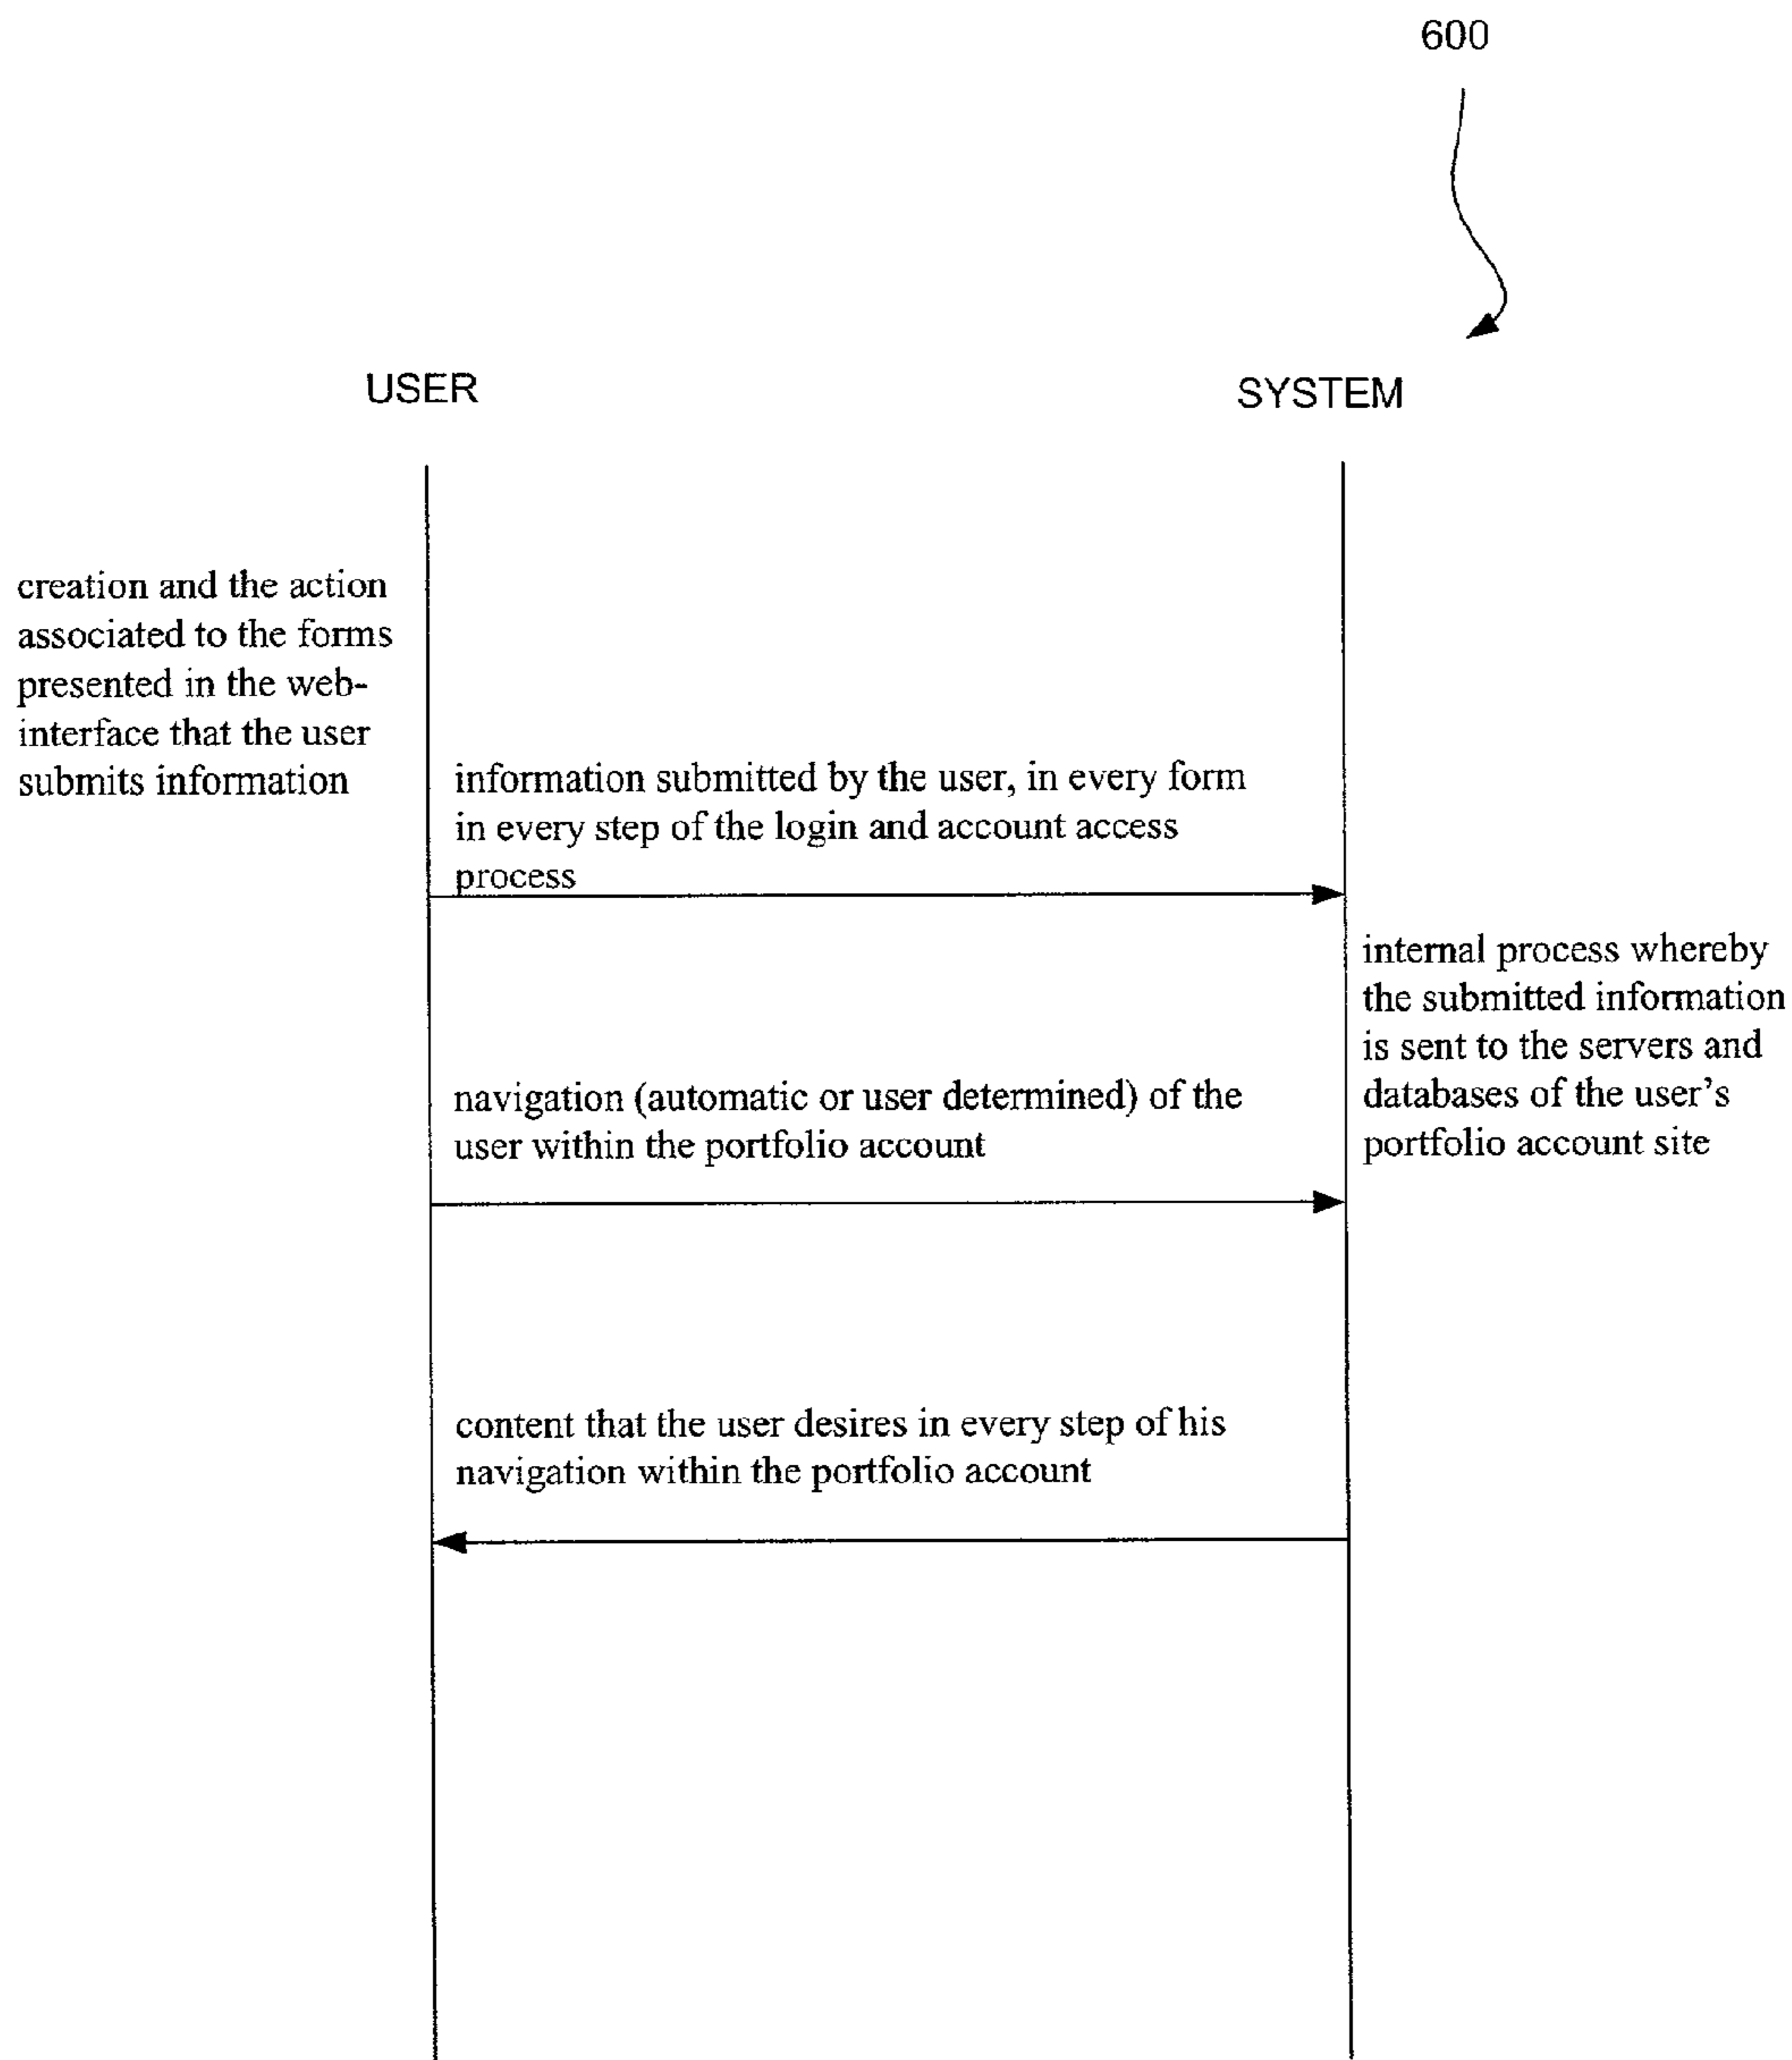 600
USER
SYSTEM
creation and the action
associated to the forms
presented in the web-
interface that the user
submits information
information submitted by the user, in every form
in every step of the login and account access
process
internal process whereby
the submitted information
is sent to the servers and
databases of the user's
portfolio account site
navigation (automatic or user determined) of the
user within the portfolio account
content that the user desires in every step of his
navigation within the portfolio account